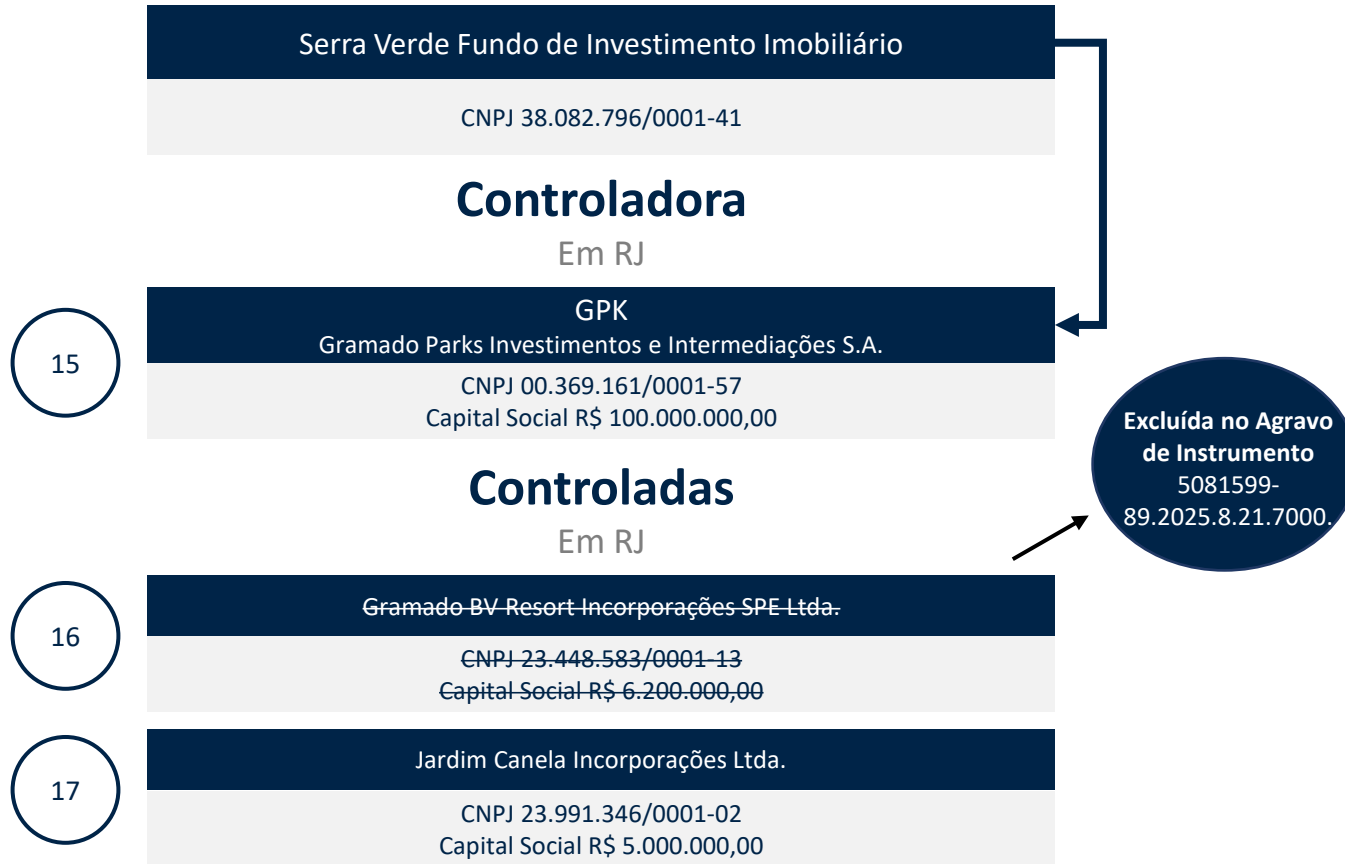 Serra Verde Fundo de Investimento Imobiliário
CNPJ 38.082.796/0001-41
Controladora
Em RJ
15
GPK
Gramado Parks Investimentos e Intermediações S.A.
CNPJ 00.369.161/0001-57
Capital Social R$ 100.000.000,00
Excluída no Agravo
de Instrumento
5081599-
89.2025.8.21.7000.
Controladas
Em RJ
16
Gramado BV Resort Incorporações SPE Ltda.
CNPJ 23.448.583/0001-13
Capital Social R$ 6.200.000,00
17
Jardim Canela Incorporações Ltda.
CNPJ 23.991.346/0001-02
Capital Social R$ 5.000.000,00